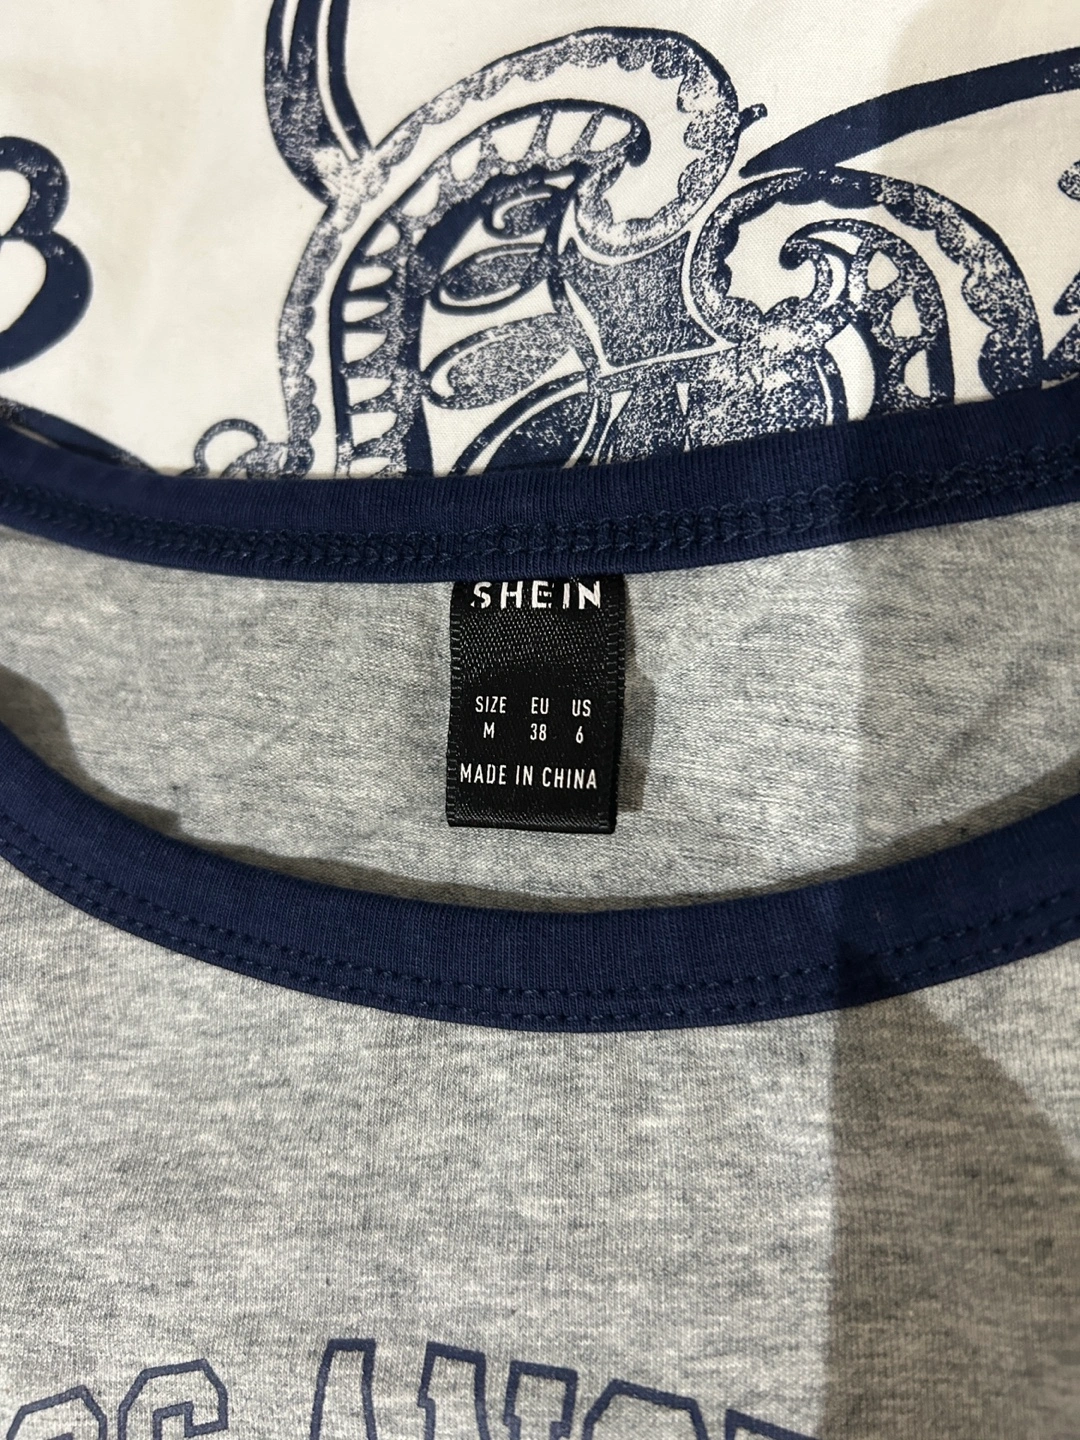 SHEIN
SIZE EU US
M 38 6
MADE IN CHINA